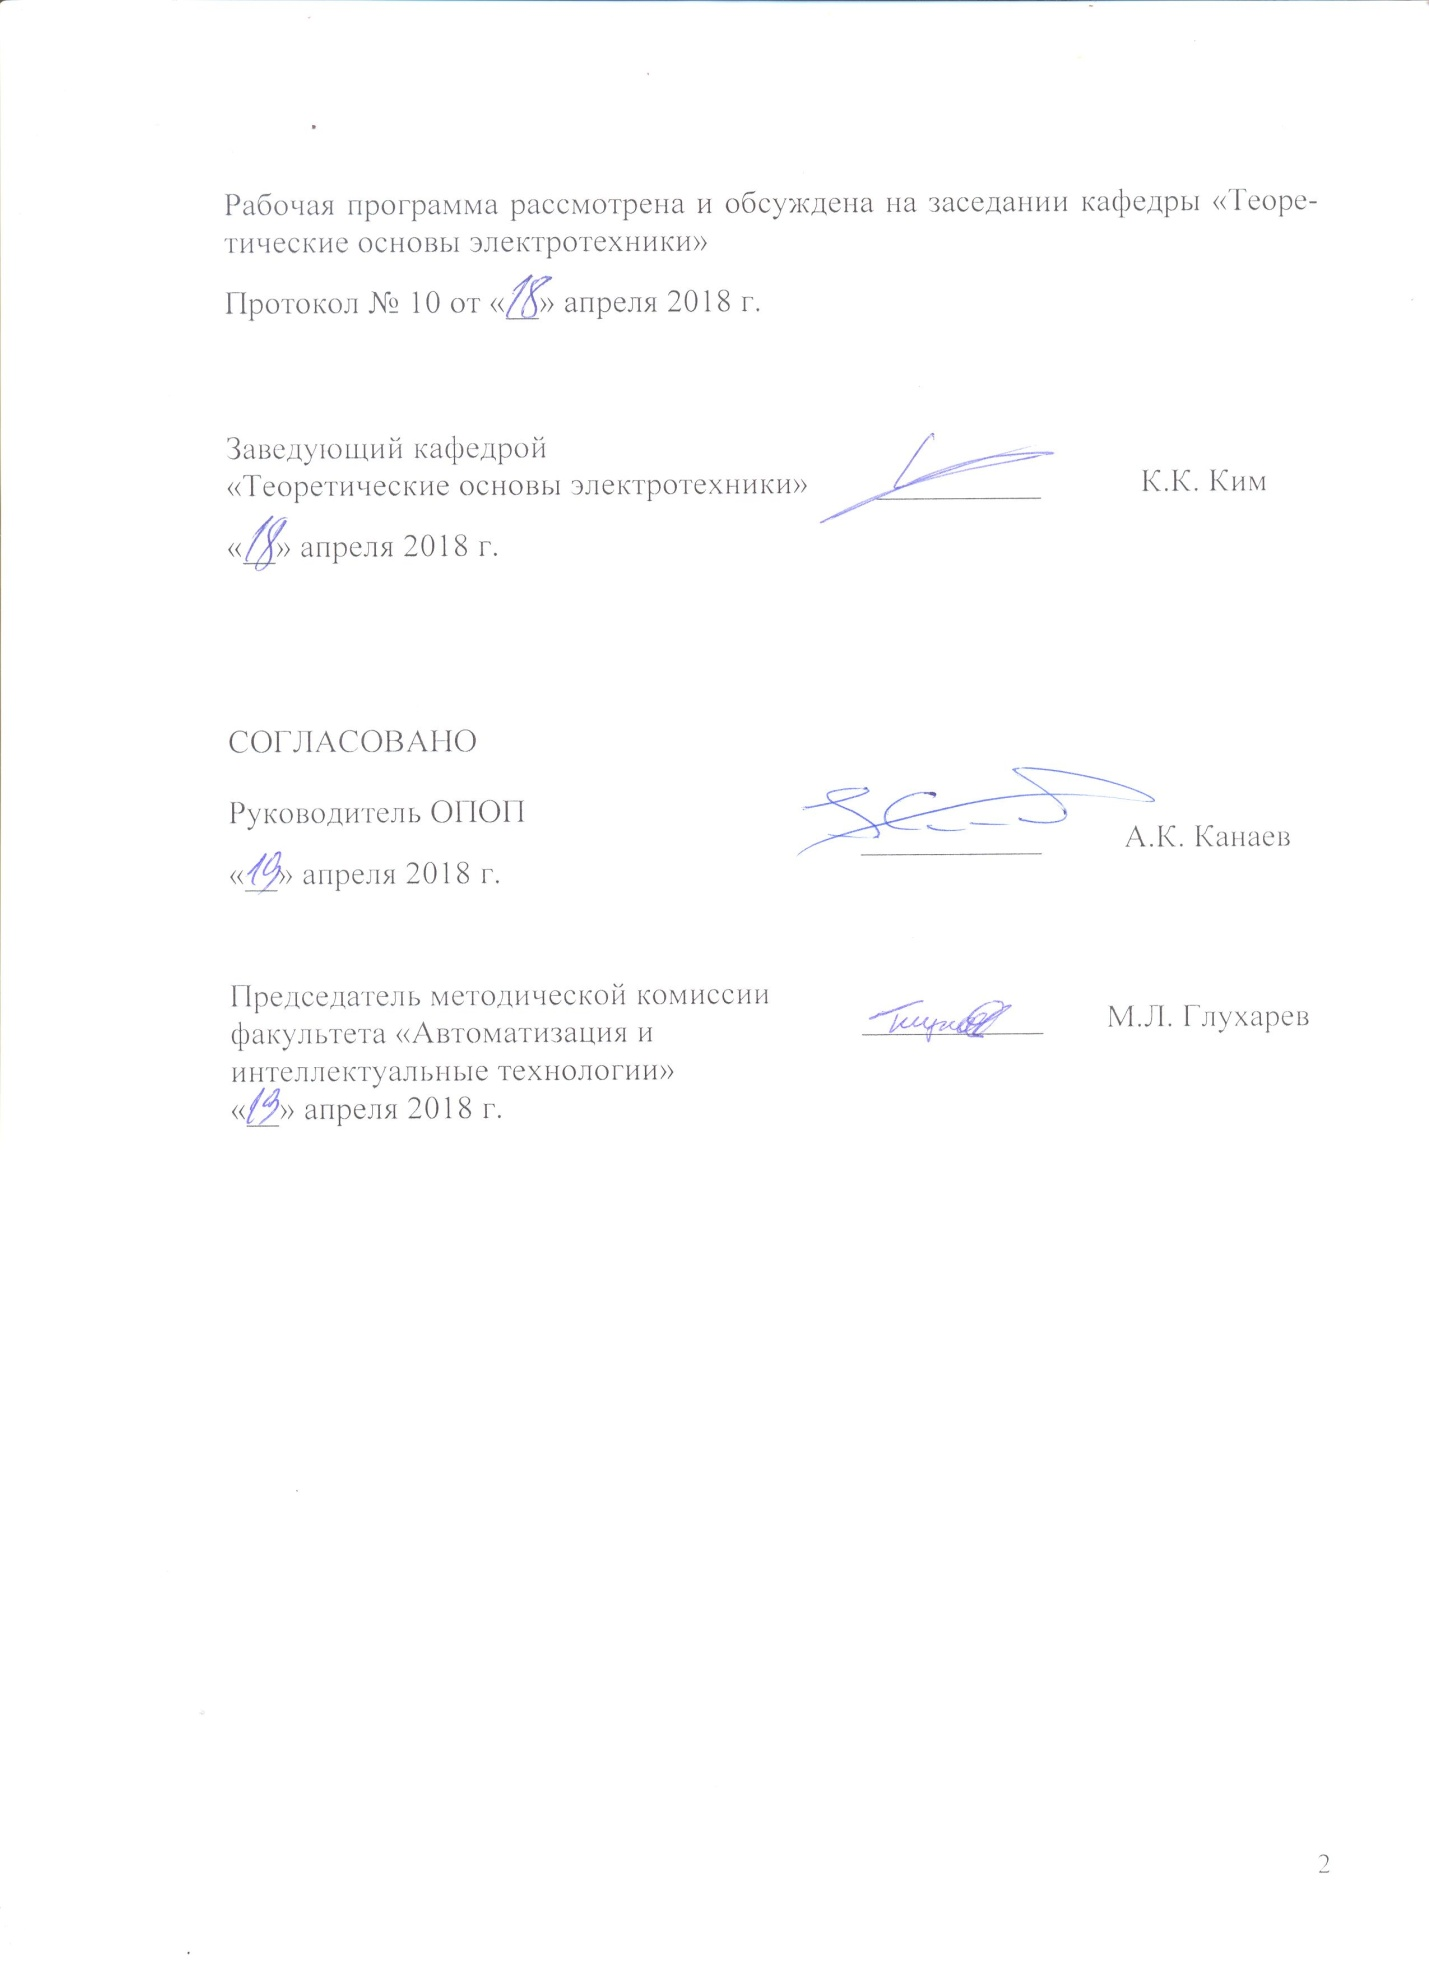 Рабочая программа рассмотрена и обсуждена на заседании кафедры «Теоре-
тические основы электротехники»
Протокол № 10 от «18» апреля 2018 г.
Заведующий кафедрой
«Теоретические основы электротехники» К.К. Ким
«18» апреля 2018 г.
СОГЛАСОВАНО
Руководитель ОПОП
А.К. Канаев
«19» апреля 2018 г.
Председатель методической комиссии
факультета «Автоматизация и М.Л. Глухарев
интеллектуальные технологии»
«19» апреля 2018 г.
2